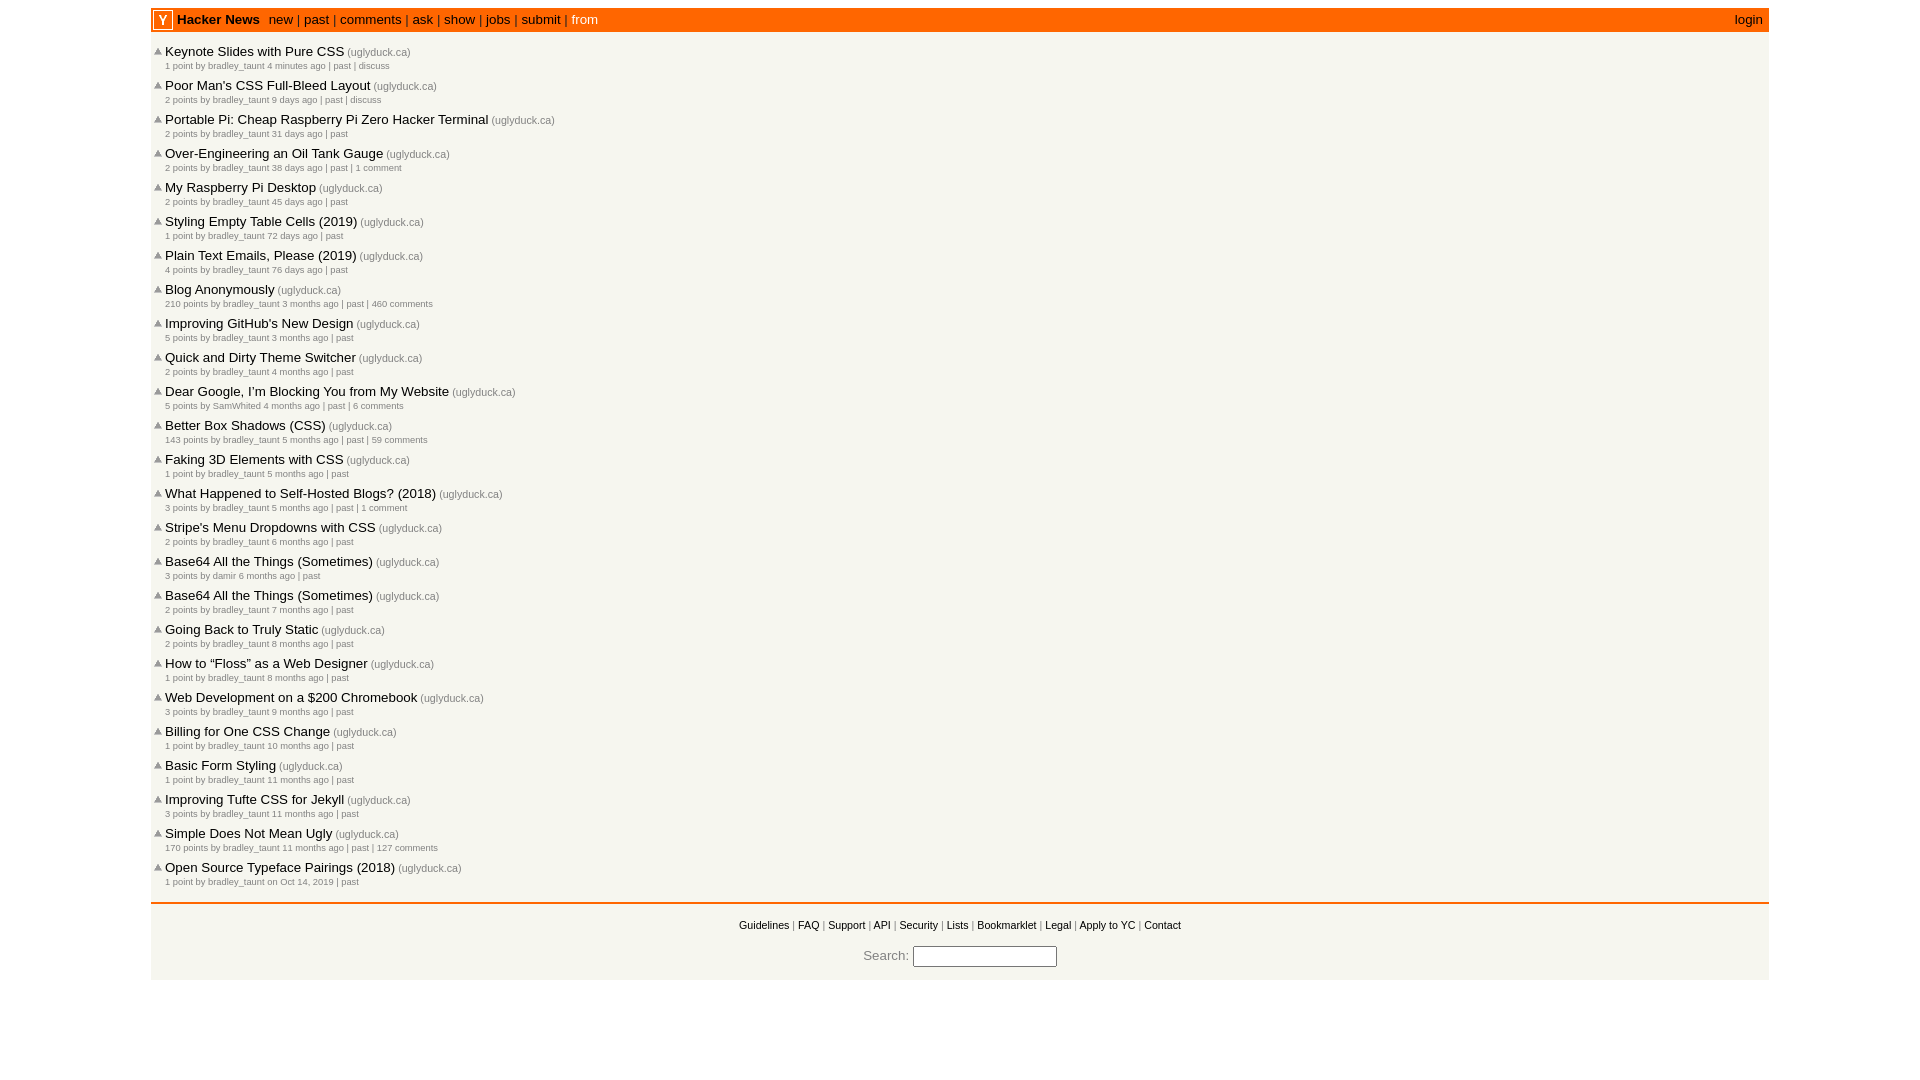 Y Hacker News new | past | comments | ask | show | jobs | submit | from login
Keynote Slides with Pure CSS (uglyduck.ca)
1 point by bradley_taunt 4 minutes ago | past | discuss
Poor Man's CSS Full-Bleed Layout (uglyduck.ca)
2 points by bradley_taunt 9 days ago | past | discuss
Portable Pi: Cheap Raspberry Pi Zero Hacker Terminal (uglyduck.ca)
2 points by bradley_taunt 31 days ago | past
Over-Engineering an Oil Tank Gauge (uglyduck.ca)
2 points by bradley_taunt 38 days ago | past | 1 comment
My Raspberry Pi Desktop (uglyduck.ca)
2 points by bradley_taunt 45 days ago | past
Styling Empty Table Cells (2019) (uglyduck.ca)
1 point by bradley_taunt 72 days ago | past
Plain Text Emails, Please (2019) (uglyduck.ca)
4 points by bradley_taunt 76 days ago | past
Blog Anonymously (uglyduck.ca)
210 points by bradley_taunt 3 months ago | past | 460 comments
Improving GitHub's New Design (uglyduck.ca)
5 points by bradley_taunt 3 months ago | past
Quick and Dirty Theme Switcher (uglyduck.ca)
2 points by bradley_taunt 4 months ago | past
Dear Google, I’m Blocking You from My Website (uglyduck.ca)
5 points by SamWhited 4 months ago | past | 6 comments
Better Box Shadows (CSS) (uglyduck.ca)
143 points by bradley_taunt 5 months ago | past | 59 comments
Faking 3D Elements with CSS (uglyduck.ca)
1 point by bradley_taunt 5 months ago | past
What Happened to Self-Hosted Blogs? (2018) (uglyduck.ca)
3 points by bradley_taunt 5 months ago | past | 1 comment
Stripe's Menu Dropdowns with CSS (uglyduck.ca)
2 points by bradley_taunt 6 months ago | past
Base64 All the Things (Sometimes) (uglyduck.ca)
3 points by damir 6 months ago | past
Base64 All the Things (Sometimes) (uglyduck.ca)
2 points by bradley_taunt 7 months ago | past
Going Back to Truly Static (uglyduck.ca)
2 points by bradley_taunt 8 months ago | past
How to “Floss” as a Web Designer (uglyduck.ca)
1 point by bradley_taunt 8 months ago | past
Web Development on a $200 Chromebook (uglyduck.ca)
3 points by bradley_taunt 9 months ago | past
Billing for One CSS Change (uglyduck.ca)
1 point by bradley_taunt 10 months ago | past
Basic Form Styling (uglyduck.ca)
1 point by bradley_taunt 11 months ago | past
Improving Tufte CSS for Jekyll (uglyduck.ca)
3 points by bradley_taunt 11 months ago | past
Simple Does Not Mean Ugly (uglyduck.ca)
170 points by bradley_taunt 11 months ago | past | 127 comments
Open Source Typeface Pairings (2018) (uglyduck.ca)
1 point by bradley_taunt on Oct 14, 2019 | past
Guidelines | FAQ | Support | API | Security | Lists | Bookmarklet | Legal | Apply to YC | Contact
Search: